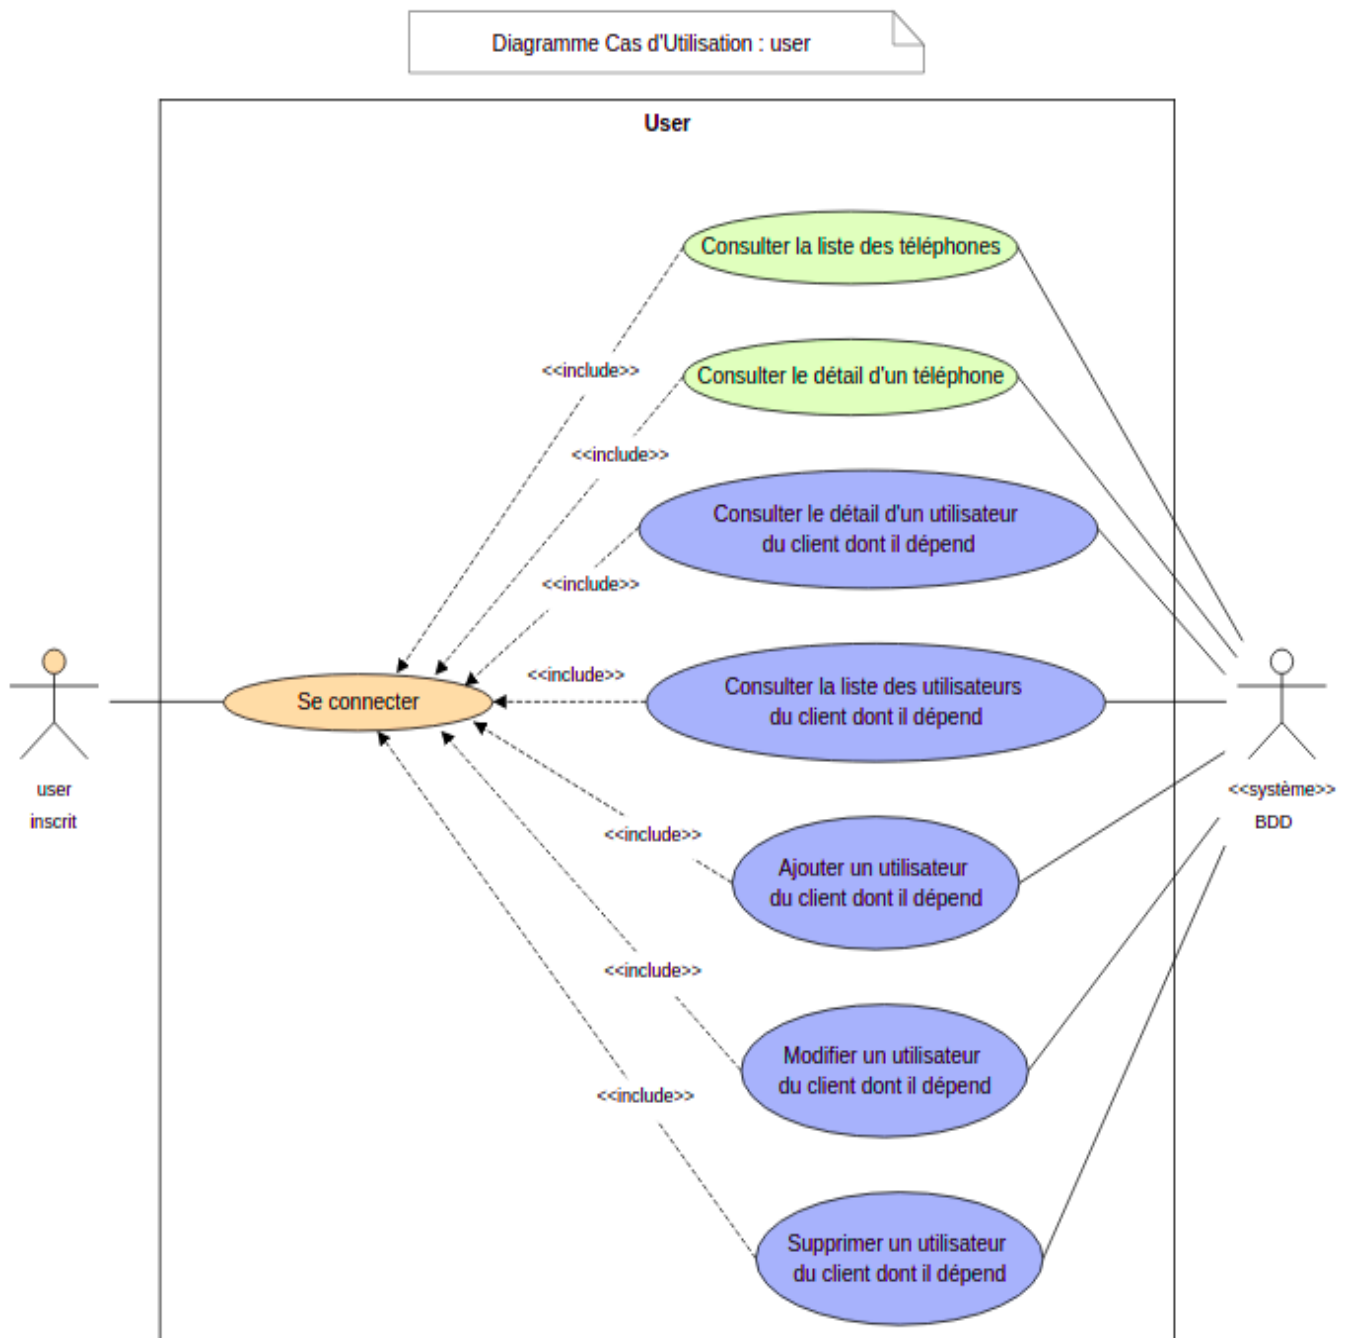 Diagramme Cas d'Utilisation : user
User
Consulter la liste des téléphones
<<include>>
Consulter le détail d'un téléphone
<<include>>
Consulter le détail d'un utilisateur
du client dont il dépend
<<include>>
<<include>>
Consulter la liste des utilisateurs
du client dont il dépend
Se connecter
user
inscrit
<<système>>
BDD
<<include>>
Ajouter un utilisateur
du client dont il dépend
<<include>>
Modifier un utilisateur
du client dont il dépend
<<include>>
Supprimer un utilisateur
du client dont il dépend